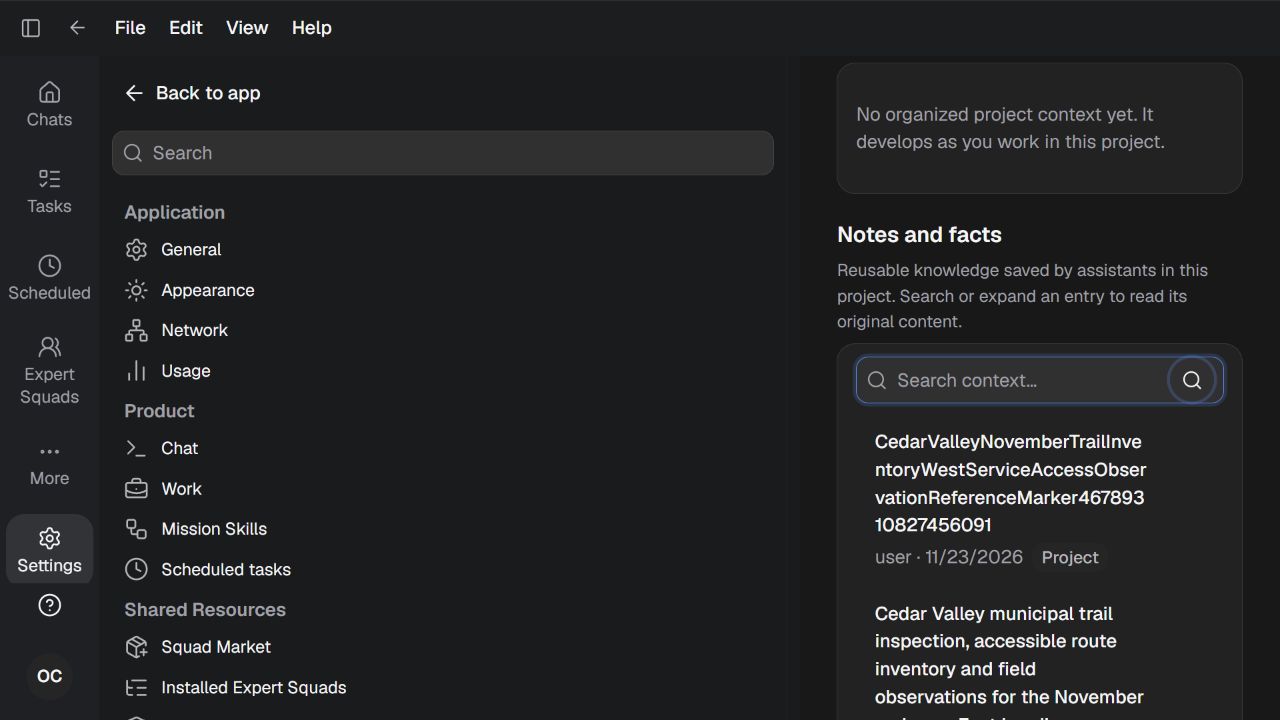 File Edit View Help
Chats
Tasks
Scheduled
Expert
Squads
More
Settings
OC
Back to app
Search
Application
General
Appearance
Network
Usage
Product
Chat
Work
Mission Skills
Scheduled tasks
Shared Resources
Squad Market
Installed Expert Squads
No organized project context yet. It
develops as you work in this project.
Notes and facts
Reusable knowledge saved by assistants in this
project. Search or expand an entry to read its
original content.
Search context...
CedarValleyNovemberTrailInve
ntoryWestServiceAccessObser
vationReferenceMarker467893
10827456091
user · 11/23/2026 Project
Cedar Valley municipal trail
inspection, accessible route
inventory and field
observations for the November